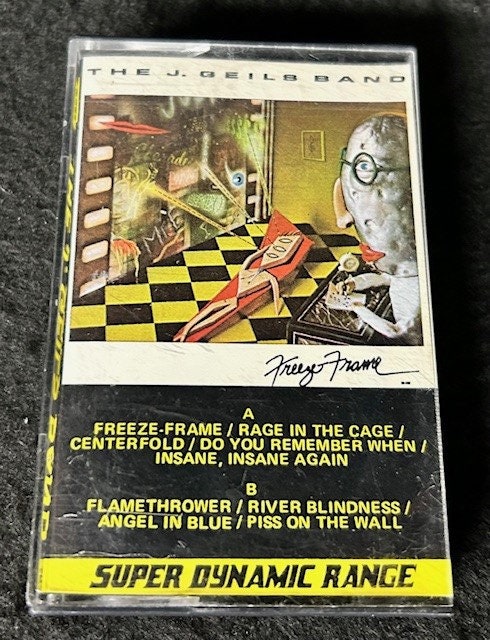 THE J. GEILS BAND
Freeze-Frame
A
FREEZE-FRAME / RAGE IN THE CAGE /
CENTERFOLD / DO YOU REMEMBER WHEN /
INSANE, INSANE AGAIN
B
FLAMETHROWER / RIVER BLINDNESS /
ANGEL IN BLUE / PISS ON THE WALL
SUPER DYNAMIC RANGE